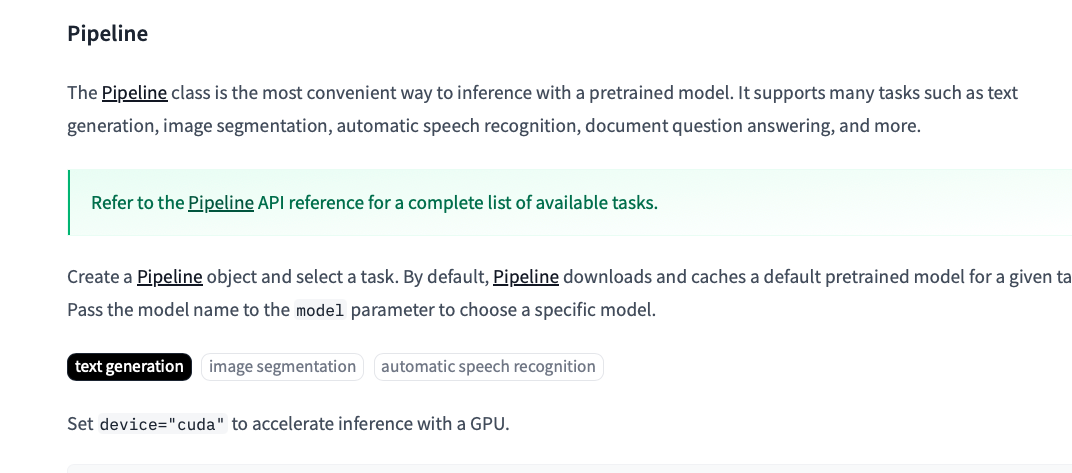 Pipeline
The Pipeline class is the most convenient way to inference with a pretrained model. It supports many tasks such as text
generation, image segmentation, automatic speech recognition, document question answering, and more.
Refer to the Pipeline API reference for a complete list of available tasks.
Create a Pipeline object and select a task. By default, Pipeline downloads and caches a default pretrained model for a given ta
Pass the model name to the model parameter to choose a specific model.
text generation image segmentation automatic speech recognition
Set device="cuda" to accelerate inference with a GPU.